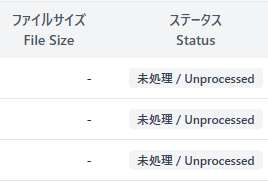 ファイルサイズ ステータス
File Size Status
- 未処理 / Unprocessed
- 未処理 / Unprocessed
- 未処理 / Unprocessed